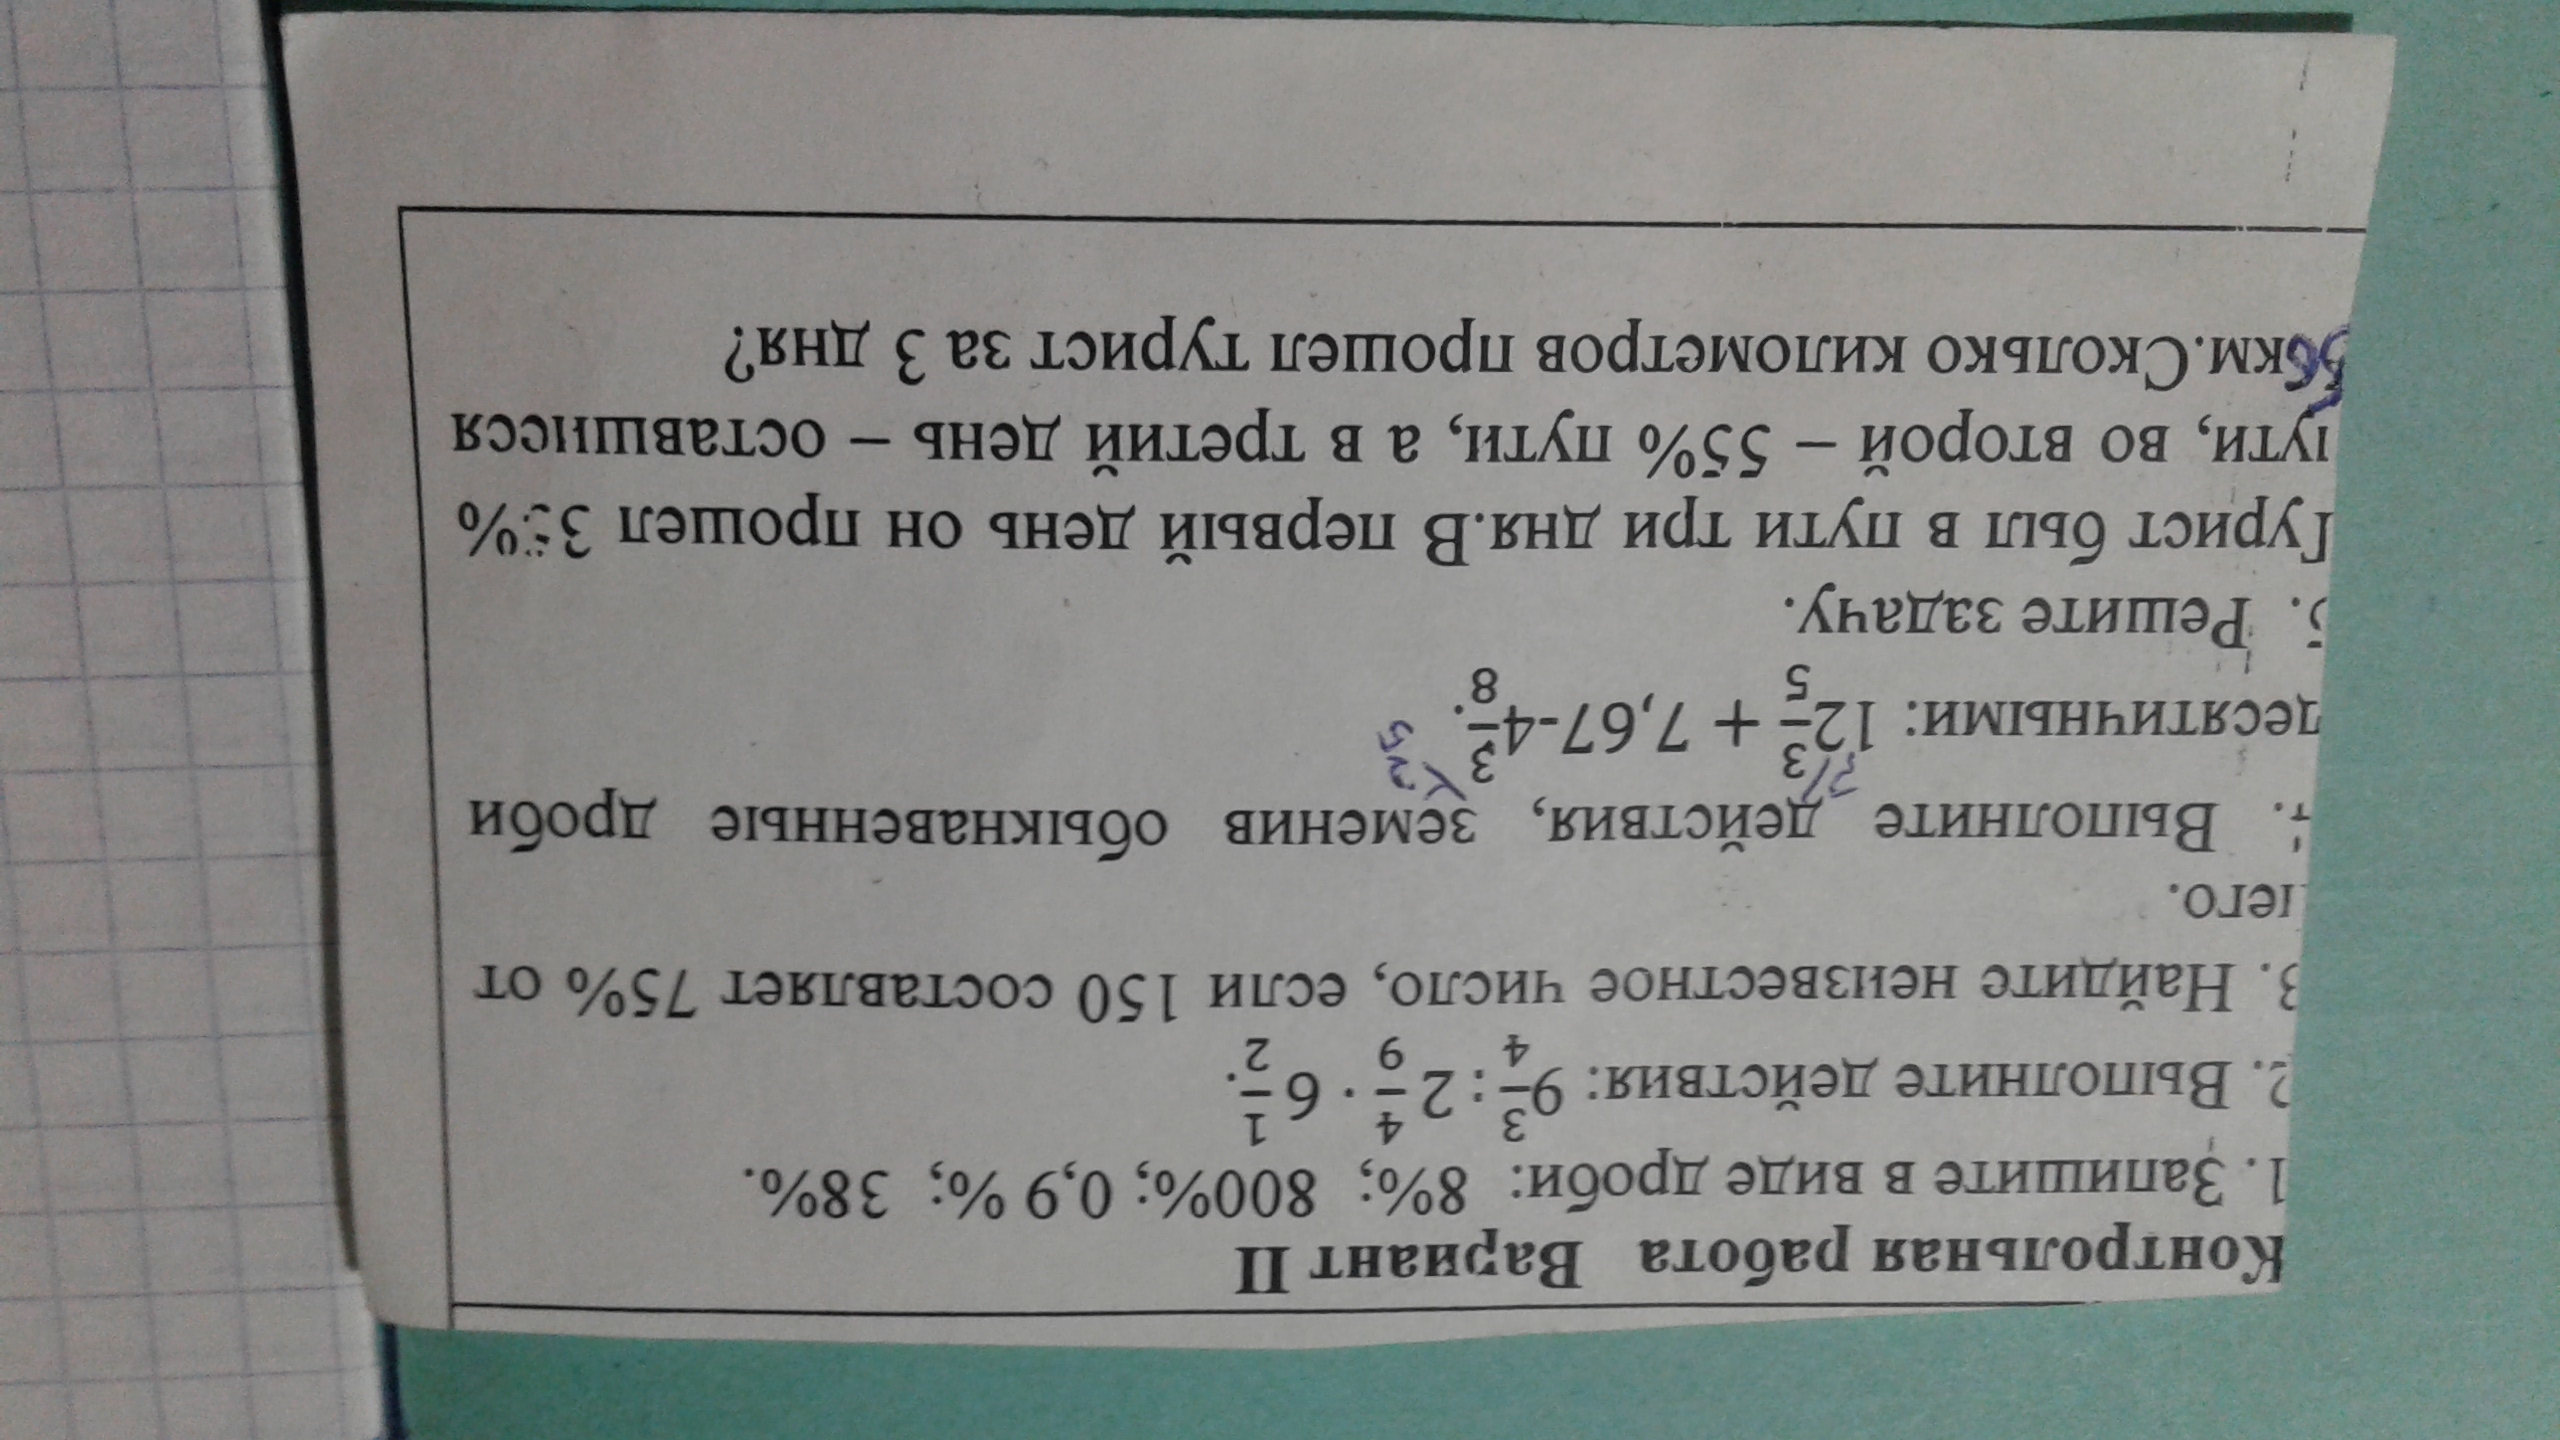 Контрольная работа Вариант II
1. Запишите в виде дроби: 8%; 800%; 0,9 %; 38%.
2. Выполните действия: 9 3/4 : 2 4/9 · 6 1/2.
3. Найдите неизвестное число, если 150 составляет 75% от
него.
4. Выполните действия, земенив обыкнавенные дроби
десятичными: 12 3/5 + 7,67-4 3/8.
5. Решите задачу.
Турист был в пути три дня.В первый день он прошел
пути, во второй – 55% пути, а в третий день – оставшиеся
км.Сколько километров прошел турист за 3 дня?